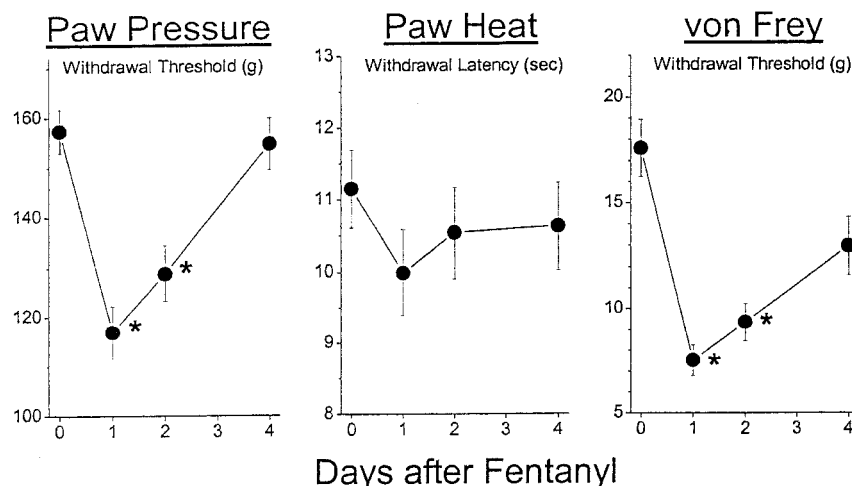 Paw Pressure
Withdrawal Threshold (g)
160
140
120
100
0 1 2 3 4
*
*
Paw Heat
Withdrawal Latency (sec)
13
12
11
10
9
8
0 1 2 3 4
von Frey
Withdrawal Threshold (g)
20
15
10
5
0 1 2 3 4
*
*
Days after Fentanyl